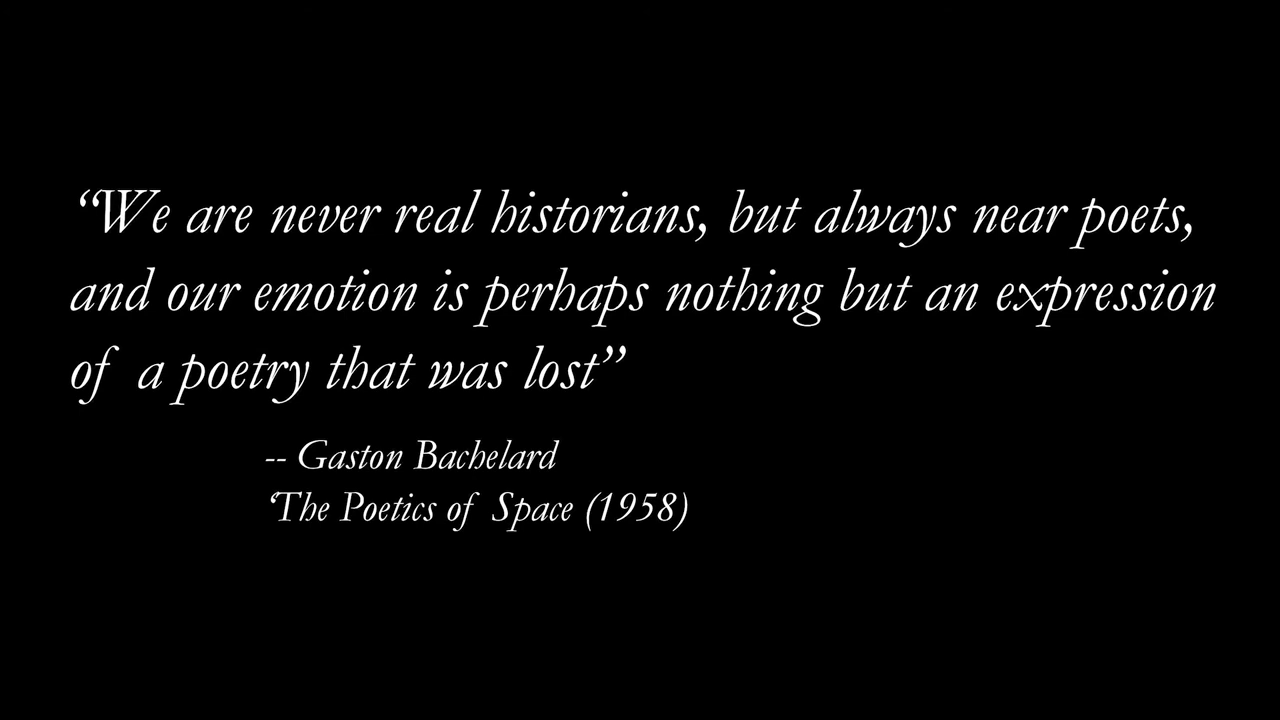 “We are never real historians, but always near poets,
and our emotion is perhaps nothing but an expression
of a poetry that was lost”
-- Gaston Bachelard
‘The Poetics of Space (1958)